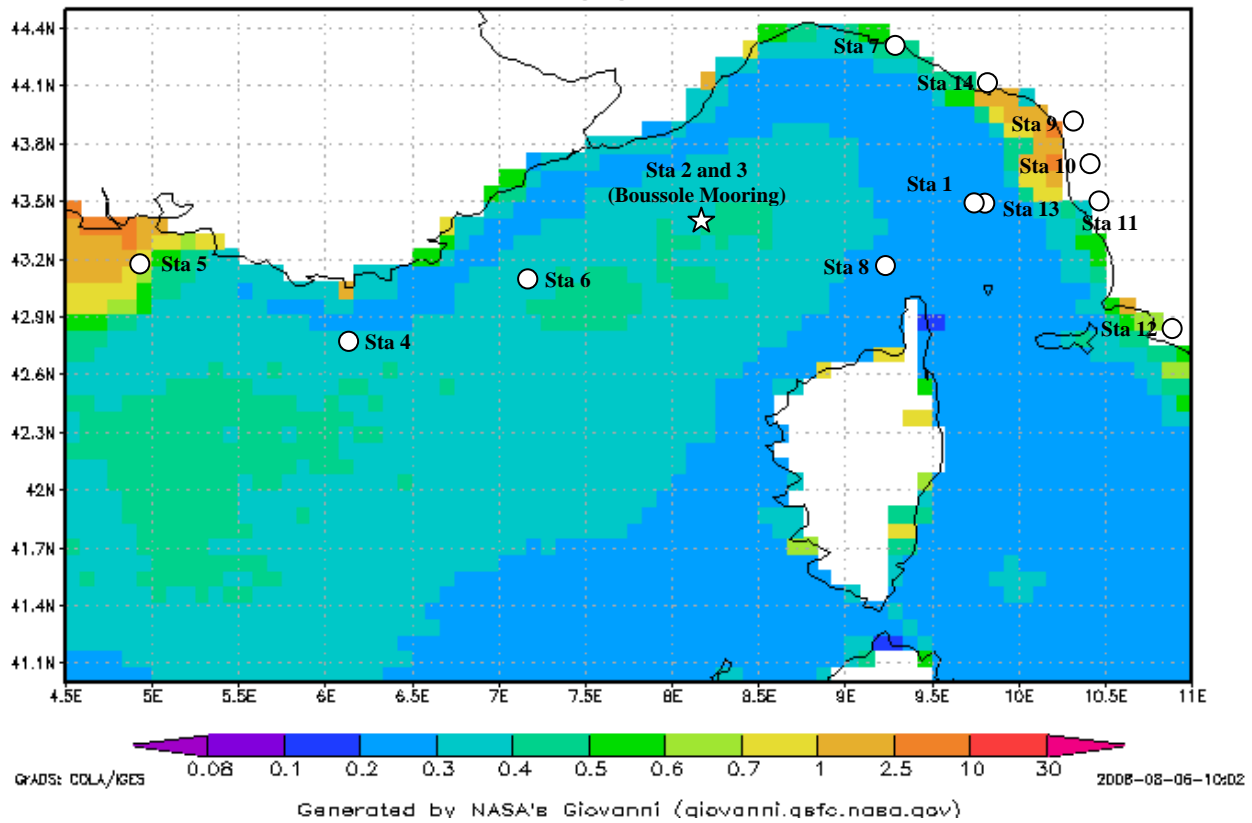 44.4N
44.1N
43.8N
43.5N
43.2N
42.9N
42.6N
42.3N
42N
41.7N
41.4N
41.1N
Sta 7
Sta 14
Sta 9
Sta 10
Sta 2 and 3
(Boussole Mooring)
Sta 1
Sta 13
Sta 11
Sta 5
Sta 6
Sta 8
Sta 4
Sta 12
4.5E 5E 5.5E 6E 6.5E 7E 7.5E 8E 8.5E 9E 9.5E 10E 10.5E 11E
0.08 0.1 0.2 0.3 0.4 0.5 0.6 0.7 1 2.5 10 30
GrADS: COLA/IGES
2008-08-06-10:02
Generated by NASA's Giovanni (giovanni.gsfc.nasa.gov)